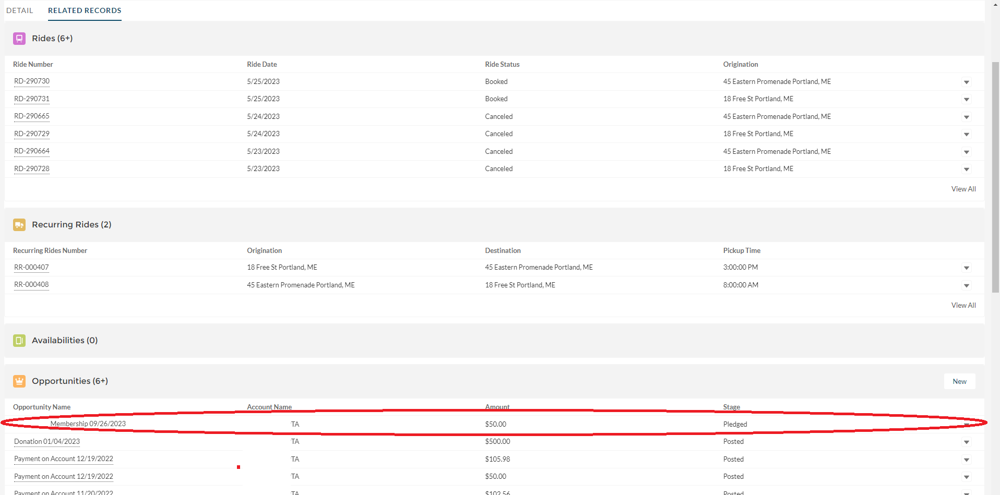 DETAIL RELATED RECORDS
Rides (6+)
Ride Number Ride Date Ride Status Origination
RD-290730 5/25/2023 Booked 45 Eastern Promenade Portland, ME
RD-290731 5/25/2023 Booked 18 Free St Portland, ME
RD-290665 5/24/2023 Canceled 45 Eastern Promenade Portland, ME
RD-290729 5/24/2023 Canceled 18 Free St Portland, ME
RD-290664 5/23/2023 Canceled 45 Eastern Promenade Portland, ME
RD-290728 5/23/2023 Canceled 18 Free St Portland, ME
View All
Recurring Rides (2)
Recurring Rides Number Origination Destination Pickup Time
RR-000407 18 Free St Portland, ME 45 Eastern Promenade Portland, ME 3:00:00 PM
RR-000408 45 Eastern Promenade Portland, ME 18 Free St Portland, ME 8:00:00 AM
View All
Availabilities (0)
Opportunities (6+) New
Opportunity Name Account Name Amount Stage
Membership 09/26/2023 TA $50.00 Pledged
Donation 01/04/2023 TA $500.00 Posted
Payment on Account 12/19/2022 TA $105.98 Posted
Payment on Account 12/19/2022 TA $50.00 Posted
Payment on Account 11/20/2022 TA $102.56 Posted